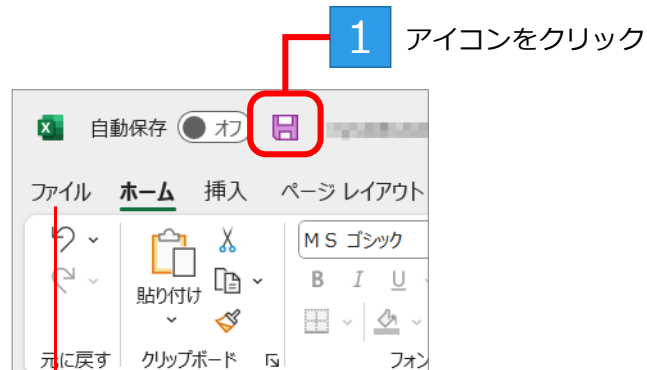 1 アイコンをクリック
自動保存 オフ
ファイル ホーム 挿入 ページ レイアウト
MS ゴシック
貼り付け
B I U
元に戻す クリップボード フォン